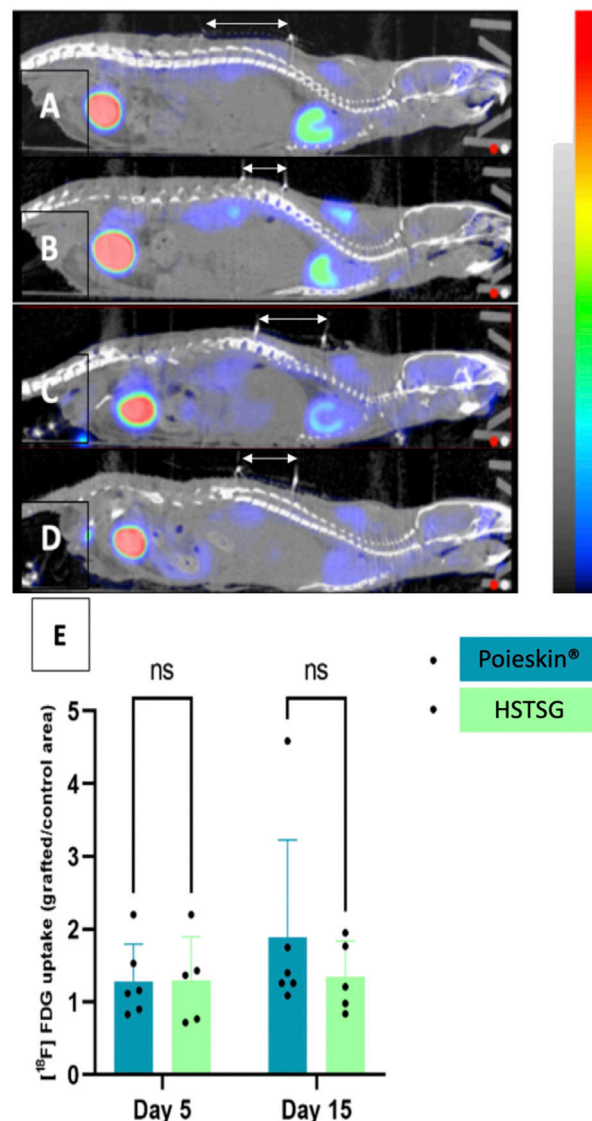 A
B
C
D
E
Poieskin®
HSTSG
ns
ns
[¹⁸F] FDG uptake (grafted/control area)
5
4
3
2
1
0
Day 5
Day 15